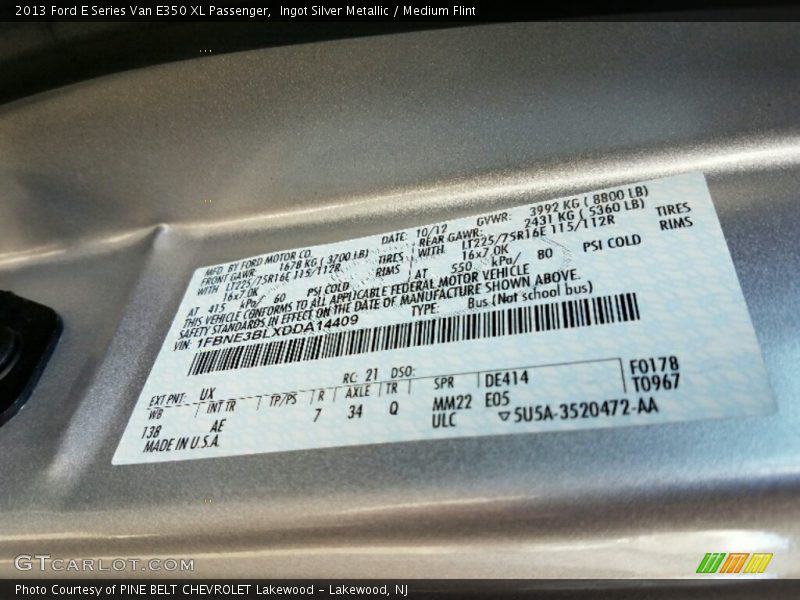 2013 Ford E Series Van E350 XL Passenger,  Ingot Silver Metallic / Medium Flint
MFD. BY FORD MOTOR CO.
DATE: 10/12
GVWR: 3992 KG ( 8800 LB)
FRONT GAWR: 1678 KG ( 3700 LB)
REAR GAWR: 2431 KG ( 5360 LB)
WITH LT225/75R16E 115/112R TIRES
WITH LT225/75R16E 115/112R TIRES
16x7.0K RIMS
16x7.0K RIMS
AT 415 kPa/ 60 PSI COLD
AT 550 kPa/ 80 PSI COLD
THIS VEHICLE CONFORMS TO ALL APPLICABLE FEDERAL MOTOR VEHICLE
SAFETY STANDARDS IN EFFECT ON THE DATE OF MANUFACTURE SHOWN ABOVE.
VIN: 1FBNE3BLXDDA14409
TYPE: Bus (Not school bus)
EXT PNT: UX RC: 21 DSO:
WB INT TR TP/PS R AXLE TR SPR DE414 F0178
138 AE 7 34 Q MM22 E05 T0967
MADE IN U.S.A. ULC ▽5U5A-3520472-AA
GTCARLOT.COM
Photo Courtesy of PINE BELT CHEVROLET Lakewood - Lakewood, NJ